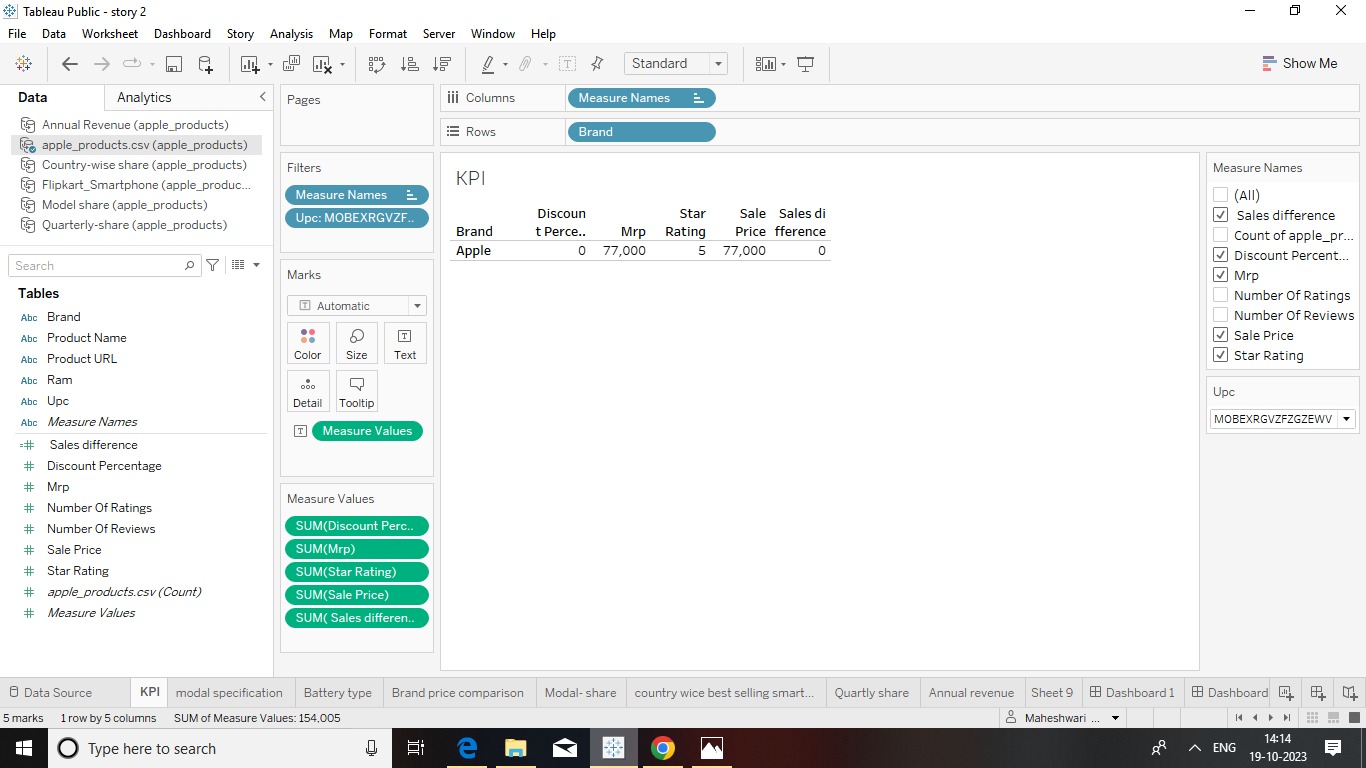 Tableau Public - story 2
File Data Worksheet Dashboard Story Analysis Map Format Server Window Help
Standard
Show Me
Data Analytics
Annual Revenue (apple_products)
apple_products.csv (apple_products)
Country-wise share (apple_products)
Flipkart_Smartphone (apple_produc...
Model share (apple_products)
Quarterly-share (apple_products)
Search
Tables
Abc Brand
Abc Product Name
Abc Product URL
Abc Ram
Abc Upc
Abc Measure Names
=# Sales difference
# Discount Percentage
# Mrp
# Number Of Ratings
# Number Of Reviews
# Sale Price
# Star Rating
# apple_products.csv (Count)
# Measure Values
Pages
Filters
Measure Names
Upc: MOBEXRGVZF..
Marks
T Automatic
Color Size Text
Detail Tooltip
T Measure Values
Measure Values
SUM(Discount Perc..
SUM(Mrp)
SUM(Star Rating)
SUM(Sale Price)
SUM( Sales differen..
Columns Measure Names
Rows Brand
KPI
Discoun Star Sale Sales di
Brand t Perce.. Mrp Rating Price fference
Apple 0 77,000 5 77,000 0
Measure Names
(All)
Sales difference
Count of apple_pr...
Discount Percent...
Mrp
Number Of Ratings
Number Of Reviews
Sale Price
Star Rating
Upc
MOBEXRGVZFZGZEWV
Data Source KPI modal specification Battery type Brand price comparison Modal- share country wice best selling smart... Quartly share Annual revenue Sheet 9 Dashboard 1 Dashboard
5 marks 1 row by 5 columns SUM of Measure Values: 154,005 Maheshwari ...
Type here to search
ENG
14:14
19-10-2023